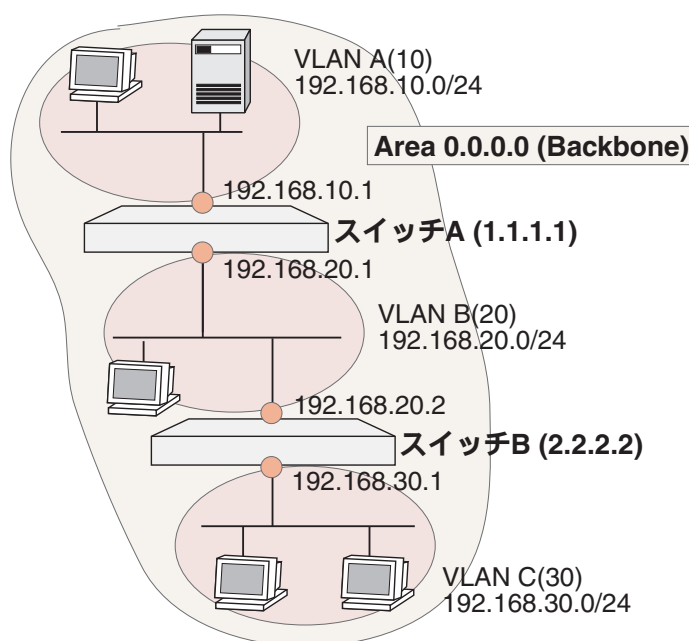 VLAN A(10)
192.168.10.0/24
Area 0.0.0.0 (Backbone)
192.168.10.1
スイッチA (1.1.1.1)
192.168.20.1
VLAN B(20)
192.168.20.0/24
192.168.20.2
スイッチB (2.2.2.2)
192.168.30.1
VLAN C(30)
192.168.30.0/24